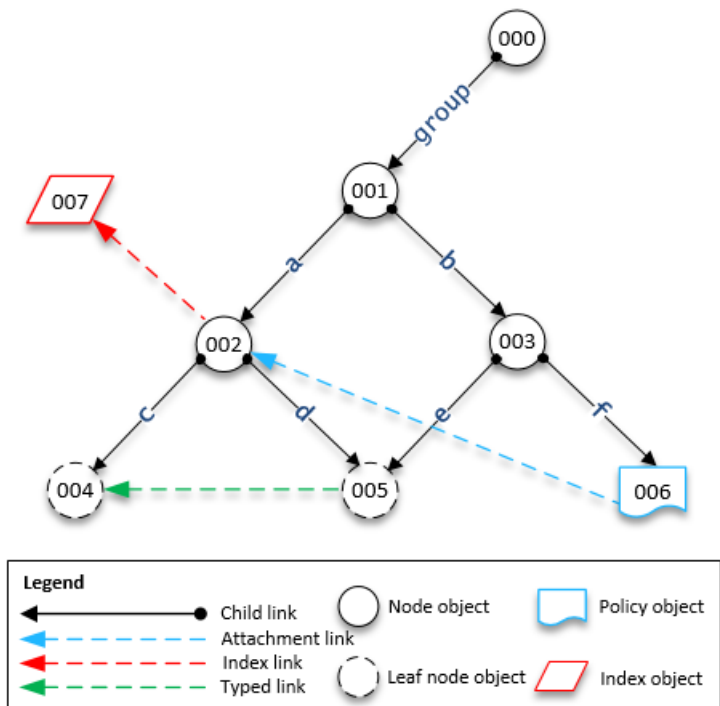 000
group
001
007
a
b
002
003
c
d
e
f
004
005
006
Legend
Child link
Attachment link
Index link
Typed link
Node object
Leaf node object
Policy object
Index object